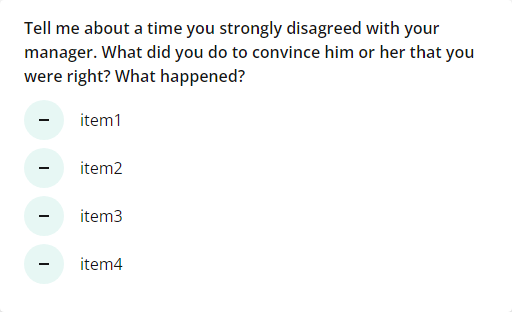 Tell me about a time you strongly disagreed with your
manager. What did you do to convince him or her that you
were right? What happened?
– item1
– item2
– item3
– item4